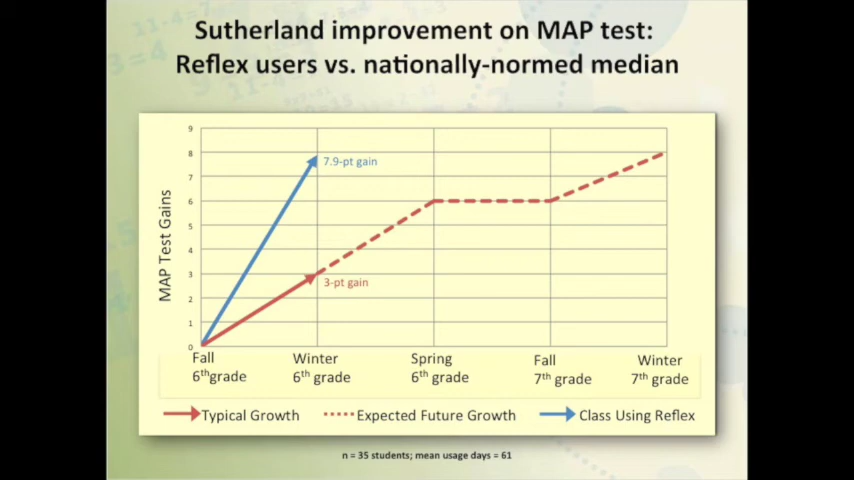 Sutherland improvement on MAP test:
Reflex users vs. nationally-normed median
9
8
7
6
5
4
3
2
1
0
MAP Test Gains
7.9-pt gain
3-pt gain
Fall
6thgrade
Winter
6th grade
Spring
6th grade
Fall
7th grade
Winter
7th grade
Typical Growth
Expected Future Growth
Class Using Reflex
n = 35 students; mean usage days = 61